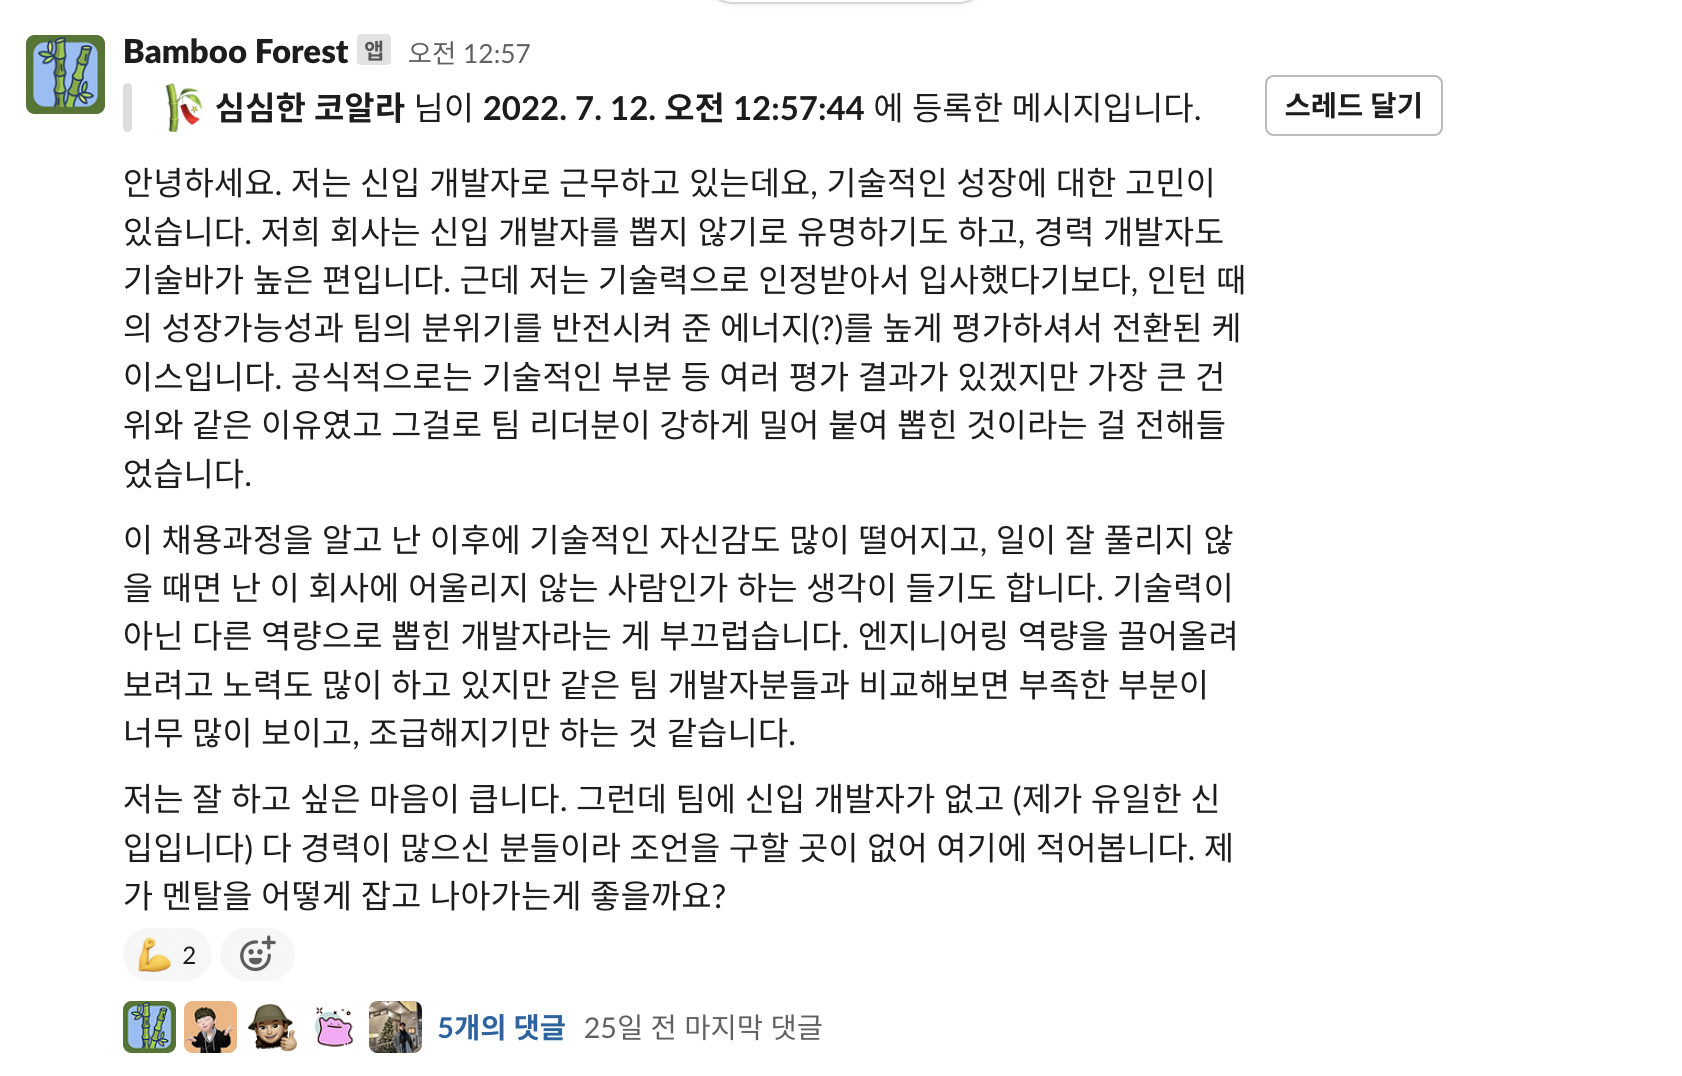 Bamboo Forest 앱 오전 12:57
심심한 코알라 님이 2022. 7. 12. 오전 12:57:44 에 등록한 메시지입니다.
스레드 달기
안녕하세요. 저는 신입 개발자로 근무하고 있는데요, 기술적인 성장에 대한 고민이
있습니다. 저희 회사는 신입 개발자를 뽑지 않기로 유명하기도 하고, 경력 개발자도
기술바가 높은 편입니다. 근데 저는 기술력으로 인정받아서 입사했다기보다, 인턴 때
의 성장가능성과 팀의 분위기를 반전시켜 준 에너지(?)를 높게 평가하셔서 전환된 케
이스입니다. 공식적으로는 기술적인 부분 등 여러 평가 결과가 있겠지만 가장 큰 건
위와 같은 이유였고 그걸로 팀 리더분이 강하게 밀어 붙여 뽑힌 것이라는 걸 전해들
었습니다.
이 채용과정을 알고 난 이후에 기술적인 자신감도 많이 떨어지고, 일이 잘 풀리지 않
을 때면 난 이 회사에 어울리지 않는 사람인가 하는 생각이 들기도 합니다. 기술력이
아닌 다른 역량으로 뽑힌 개발자라는 게 부끄럽습니다. 엔지니어링 역량을 끌어올려
보려고 노력도 많이 하고 있지만 같은 팀 개발자분들과 비교해보면 부족한 부분이
너무 많이 보이고, 조급해지기만 하는 것 같습니다.
저는 잘 하고 싶은 마음이 큽니다. 그런데 팀에 신입 개발자가 없고 (제가 유일한 신
입입니다) 다 경력이 많으신 분들이라 조언을 구할 곳이 없어 여기에 적어봅니다. 제
가 멘탈을 어떻게 잡고 나아가는게 좋을까요?
2
5개의 댓글 25일 전 마지막 댓글